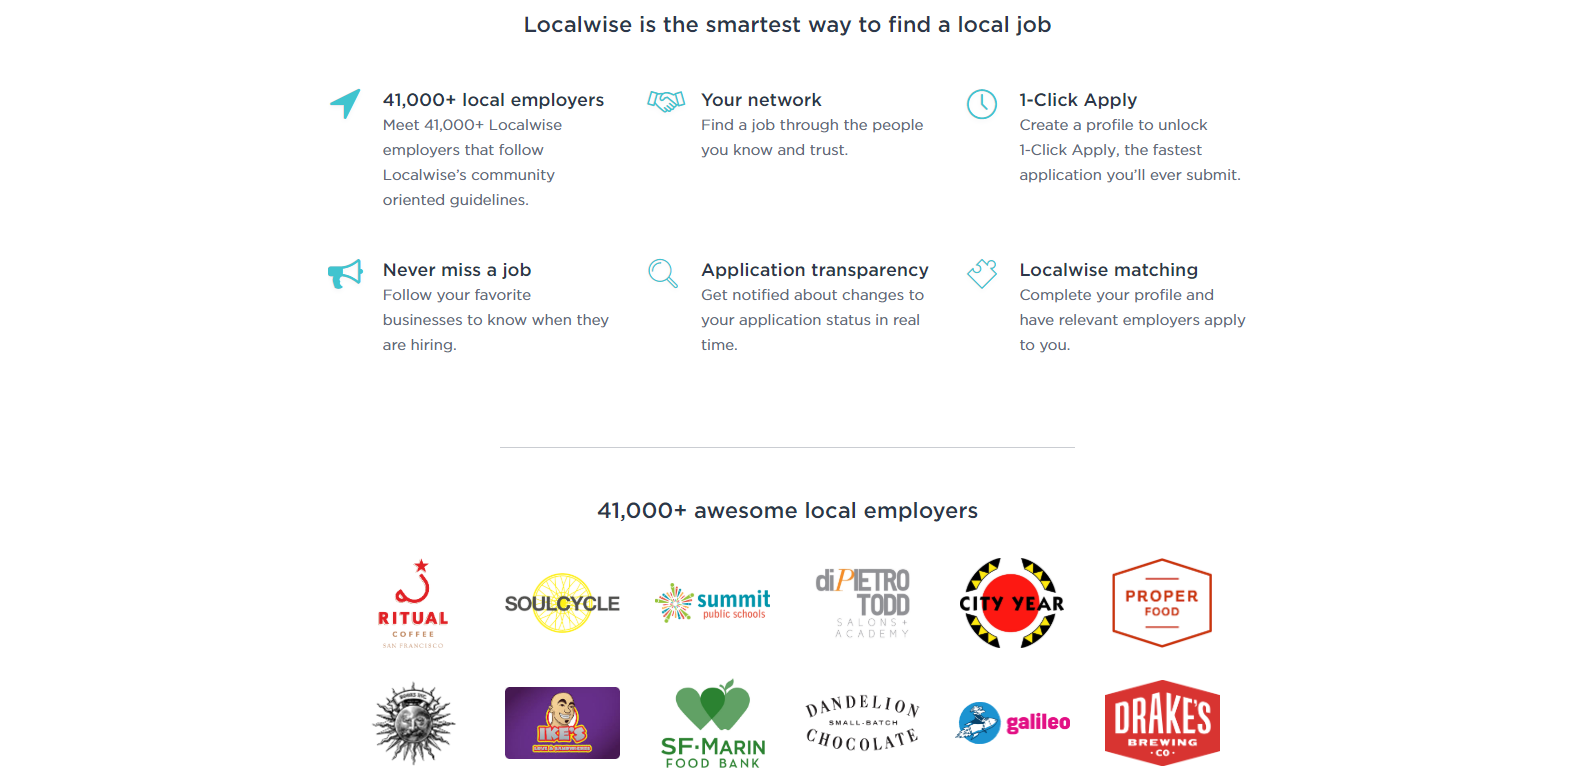 Localwise is the smartest way to find a local job
41,000+ local employers
Meet 41,000+ Localwise
employers that follow
Localwise’s community
oriented guidelines.
Your network
Find a job through the people
you know and trust.
1-Click Apply
Create a profile to unlock
1-Click Apply, the fastest
application you’ll ever submit.
Never miss a job
Follow your favorite
businesses to know when they
are hiring.
Application transparency
Get notified about changes to
your application status in real
time.
Localwise matching
Complete your profile and
have relevant employers apply
to you.
41,000+ awesome local employers
RITUAL
COFFEE
SAN FRANCISCO
SOULCYCLE
summit
public schools
diPIETRO
TODD
SALONS+
ACADEMY
CITY YEAR
PROPER
FOOD
BOOKS INC.
IKE'S
SF·MARIN
FOOD BANK
DANDELION
SMALL-BATCH
CHOCOLATE
galileo
DRAKE'S
BREWING
·CO·